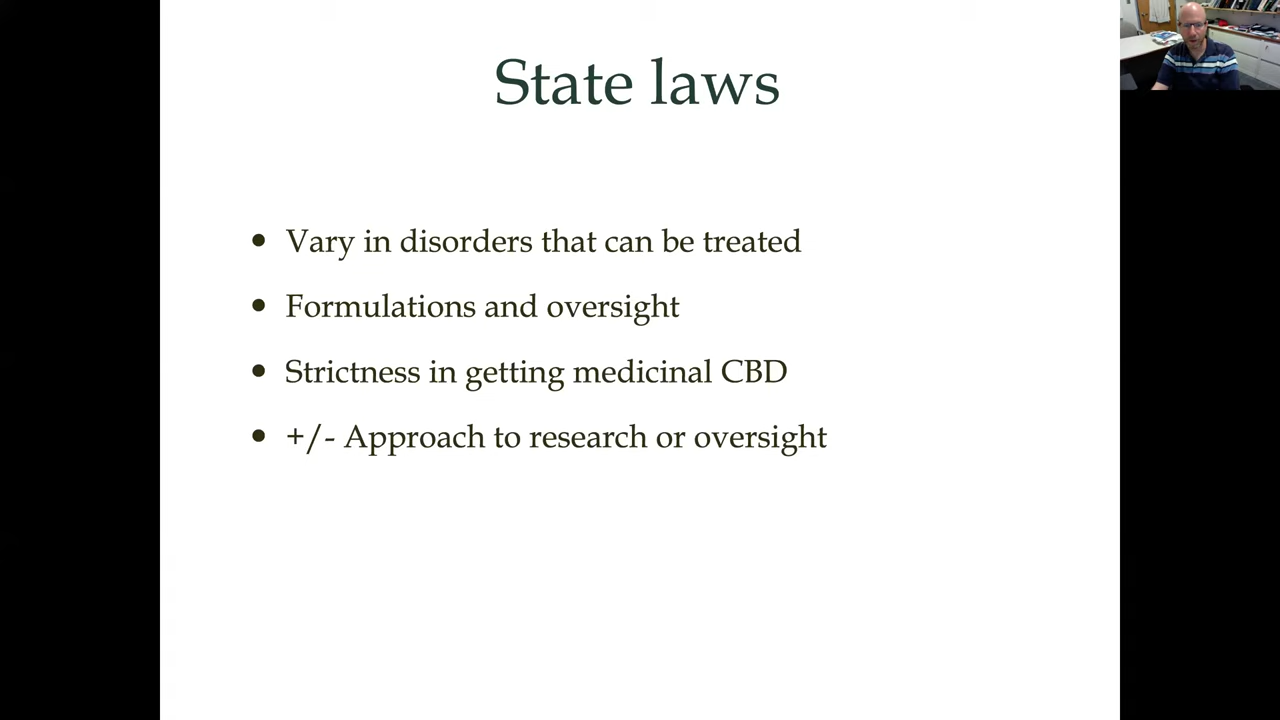 State laws
• Vary in disorders that can be treated
• Formulations and oversight
• Strictness in getting medicinal CBD
• +/- Approach to research or oversight